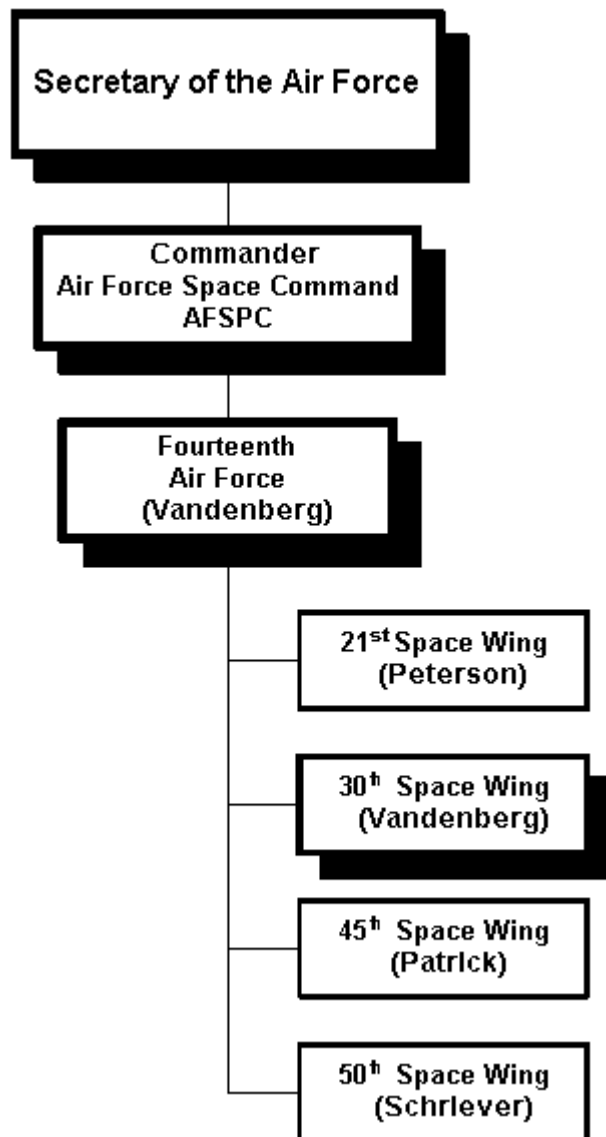 Secretary of the Air Force
Commander
Air Force Space Command
AFSPC
Fourteenth
Air Force
(Vandenberg)
21st Space Wing
(Peterson)
30th Space Wing
(Vandenberg)
45th Space Wing
(Patrick)
50th Space Wing
(Schriever)